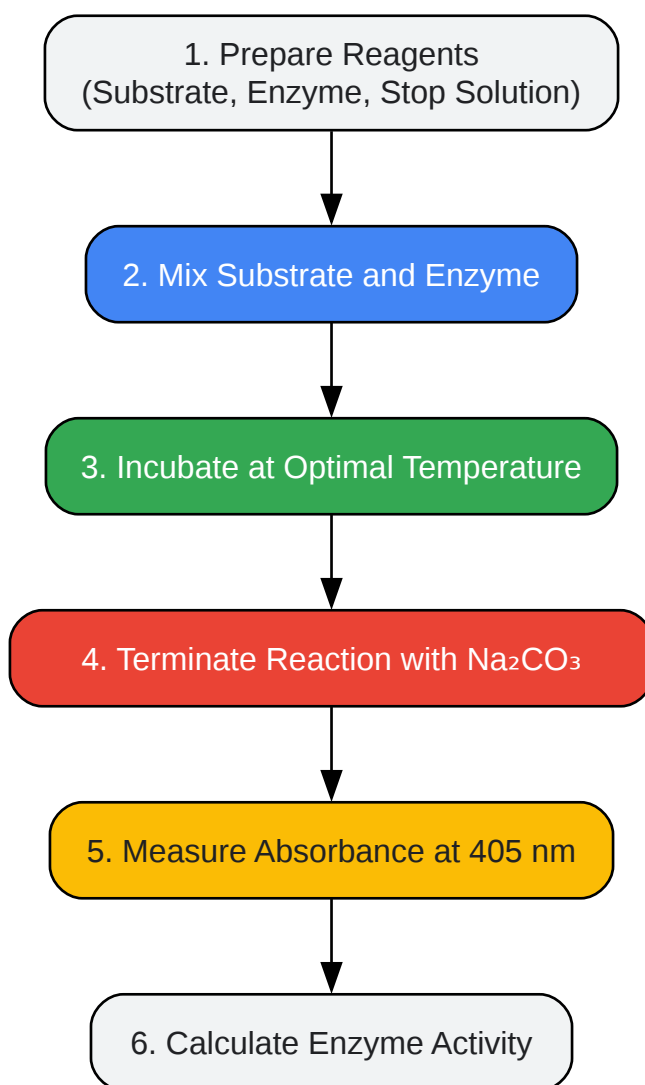 1. Prepare Reagents
(Substrate, Enzyme, Stop Solution)
2. Mix Substrate and Enzyme
3. Incubate at Optimal Temperature
4. Terminate Reaction with Na₂CO₃
5. Measure Absorbance at 405 nm
6. Calculate Enzyme Activity